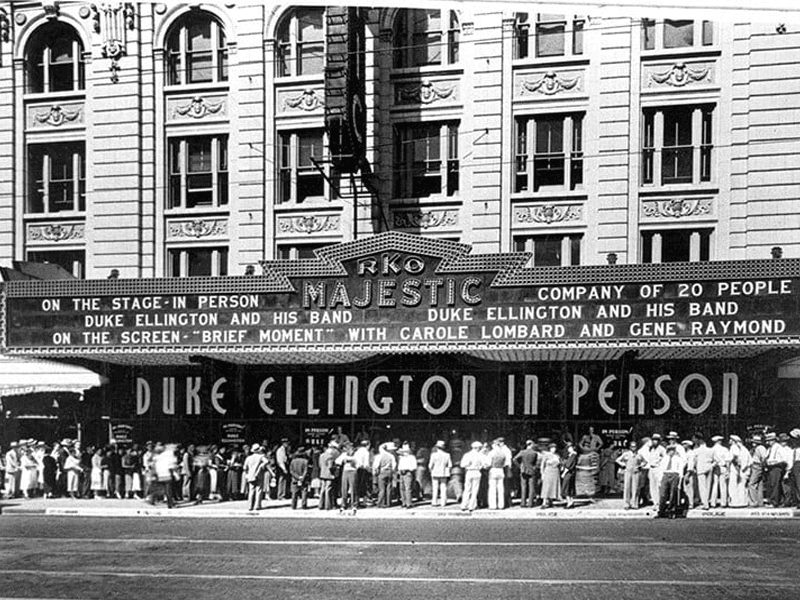 RKO
MAJESTIC
ON THE STAGE-IN PERSON
COMPANY OF 20 PEOPLE
DUKE ELLINGTON AND HIS BAND DUKE ELLINGTON AND HIS BAND
ON THE SCREEN-"BRIEF MOMENT" WITH CAROLE LOMBARD AND GENE RAYMOND
DUKE ELLINGTON IN PERSON